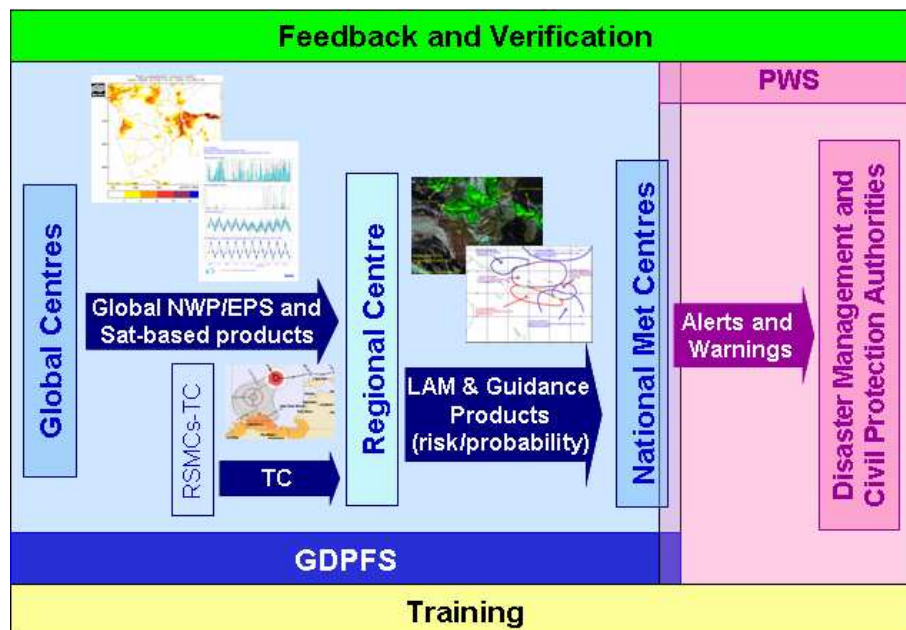 Feedback and Verification
PWS
Global Centres
Global NWP/EPS and
Sat-based products
RSMCs-TC
TC
Regional Centre
LAM & Guidance
Products
(risk/probability)
National Met Centres
Alerts and
Warnings
Disaster Management and
Civil Protection Authorities
GDPFS
Training